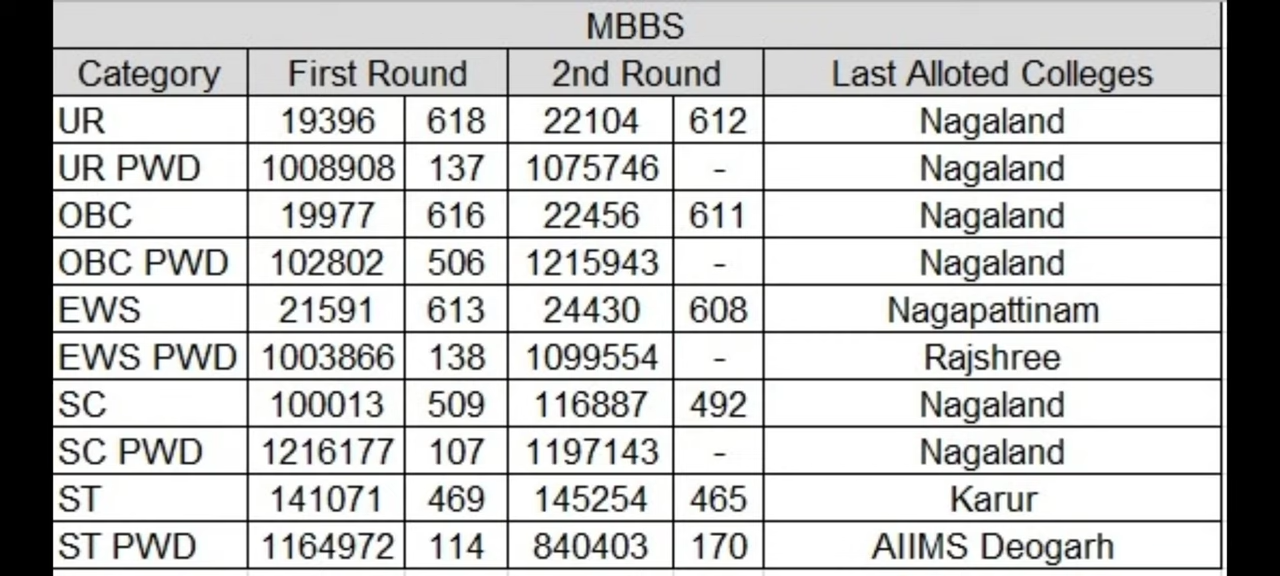 MBBS
Category First Round 2nd Round Last Alloted Colleges
UR 19396 618 22104 612 Nagaland
UR PWD 1008908 137 1075746 - Nagaland
OBC 19977 616 22456 611 Nagaland
OBC PWD 102802 506 1215943 - Nagaland
EWS 21591 613 24430 608 Nagapattinam
EWS PWD 1003866 138 1099554 - Rajshree
SC 100013 509 116887 492 Nagaland
SC PWD 1216177 107 1197143 - Nagaland
ST 141071 469 145254 465 Karur
ST PWD 1164972 114 840403 170 AIIMS Deogarh